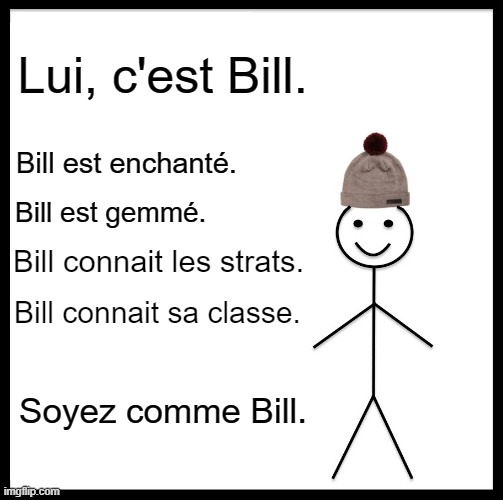 Lui, c'est Bill.
Bill est enchanté.
Bill est gemmé.
Bill connait les strats.
Bill connait sa classe.
Soyez comme Bill.
imgflip.com